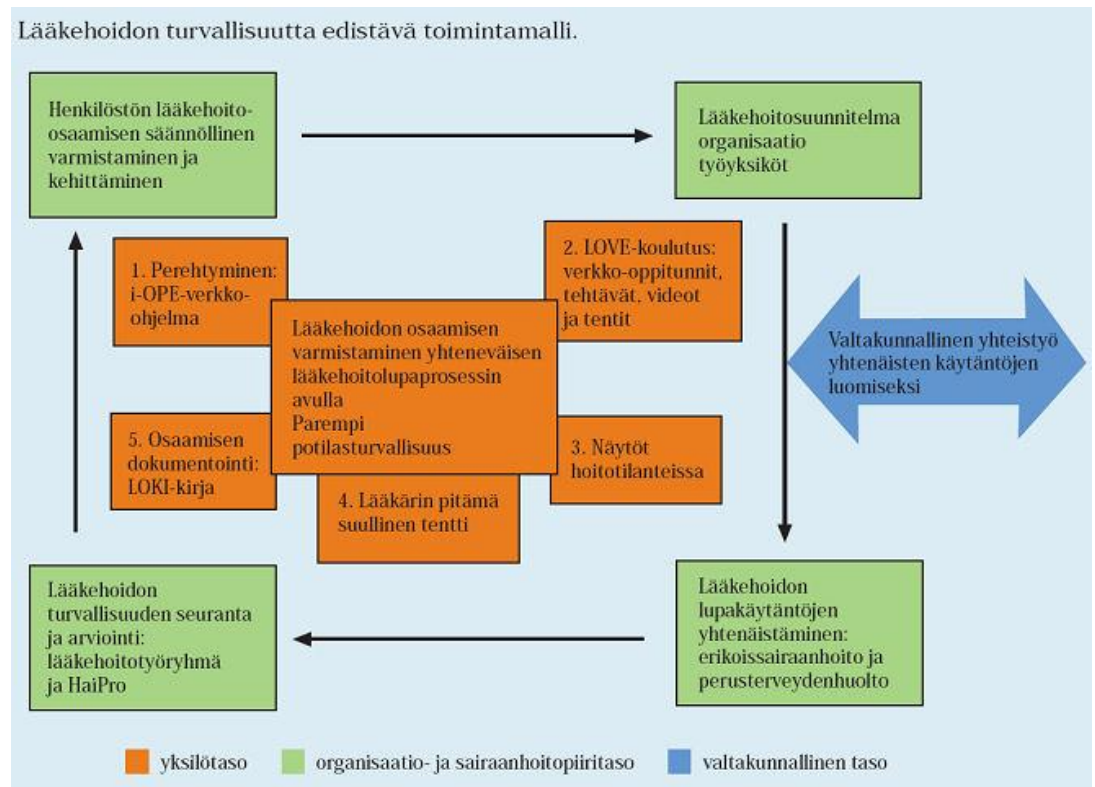 Lääkehoidon turvallisuutta edistävä toimintamalli.
Henkilöstön lääkehoito-
osaamisen säännöllinen
varmistaminen ja
kehittäminen
Lääkehoitosuunnitelma
organisaatio
työyksiköt
1. Perehtyminen:
i-OPE-verkko-
ohjelma
2. LOVE-koulutus:
verkko-oppitunnit,
tehtävät, videot
ja tentit
Lääkehoidon osaamisen
varmistaminen yhteneväisen
lääkehoitolupaprosessin
avulla
Parempi
potilasturvallisuus
Valtakunnallinen yhteistyö
yhtenäisten käytäntöjen
luomiseksi
5. Osaamisen
dokumentointi:
LOKI-kirja
3. Näytöt
hoitotilanteissa
4. Lääkärin pitämä
suullinen tentti
Lääkehoidon
turvallisuuden seuranta
ja arviointi:
lääkehoitotyöryhmä
ja HaiPro
Lääkehoidon
lupakäytäntöjen
yhtenäistäminen:
erikoissairaanhoito ja
perusterveydenhuolto
yksilötaso
organisaatio- ja sairaanhoitopiiritaso
valtakunnallinen taso